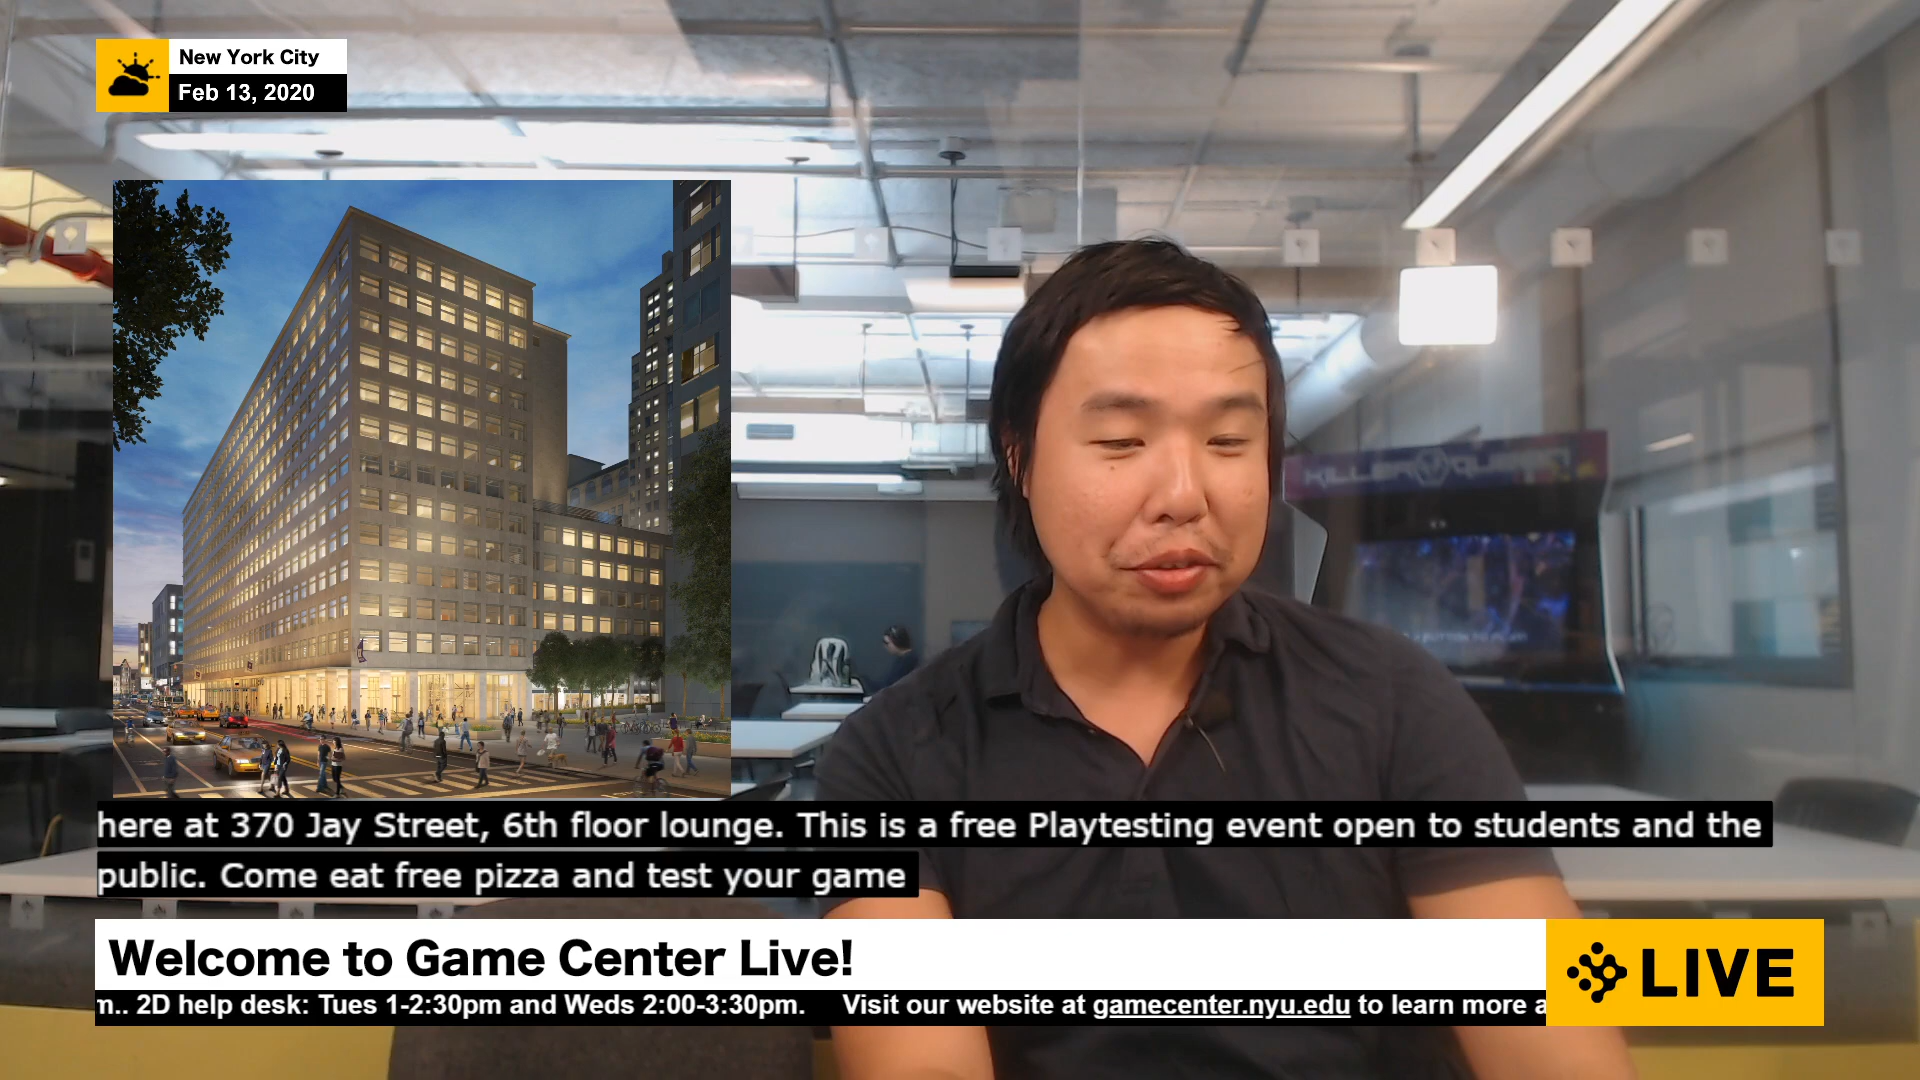 New York City
Feb 13, 2020
KILLER QUEEN
here at 370 Jay Street, 6th floor lounge. This is a free Playtesting event open to students and the
public. Come eat free pizza and test your game
Welcome to Game Center Live!
LIVE
m.. 2D help desk: Tues 1-2:30pm and Weds 2:00-3:30pm. Visit our website at gamecenter.nyu.edu to learn more a